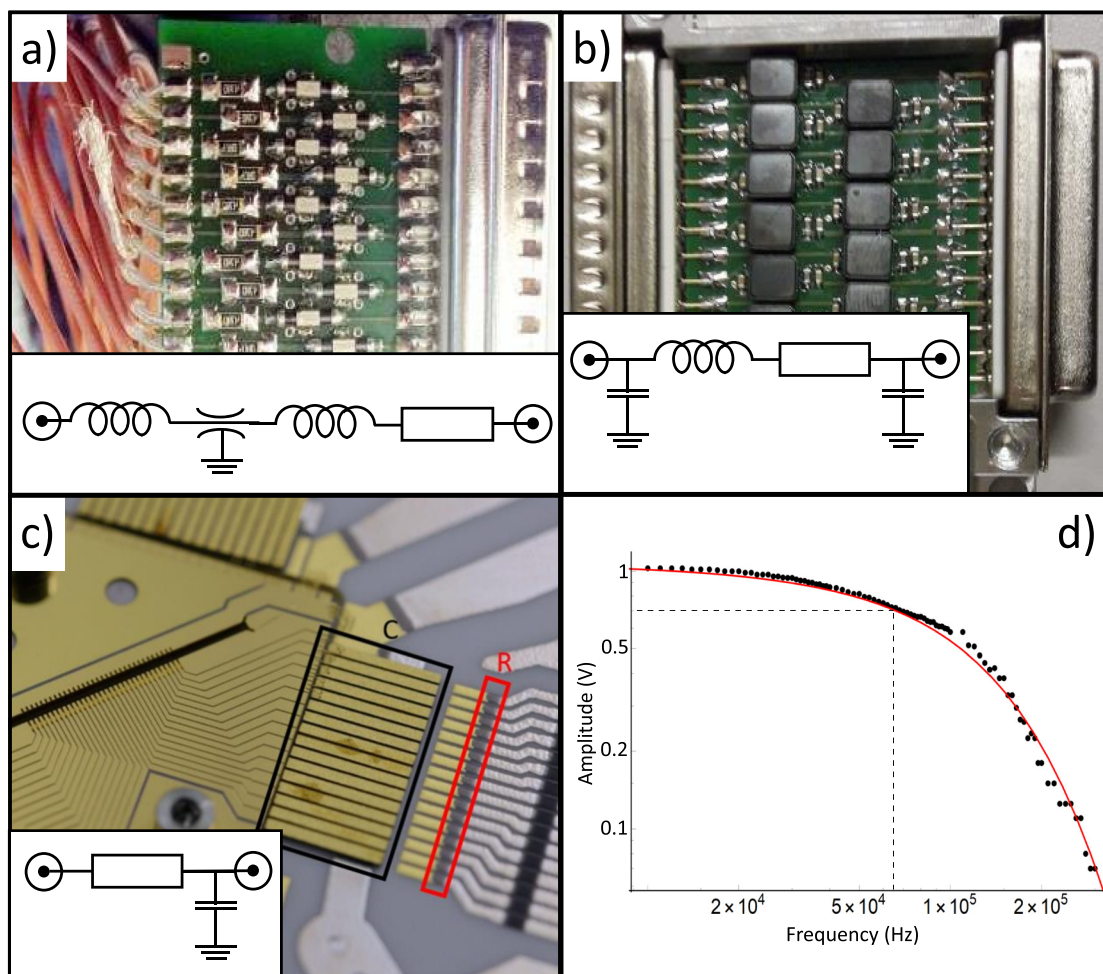 a)
b)
c)
C
R
d)
1
0.5
0.2
0.1
Amplitude (V)
2×10⁴
5×10⁴
1×10⁵
2×10⁵
Frequency (Hz)